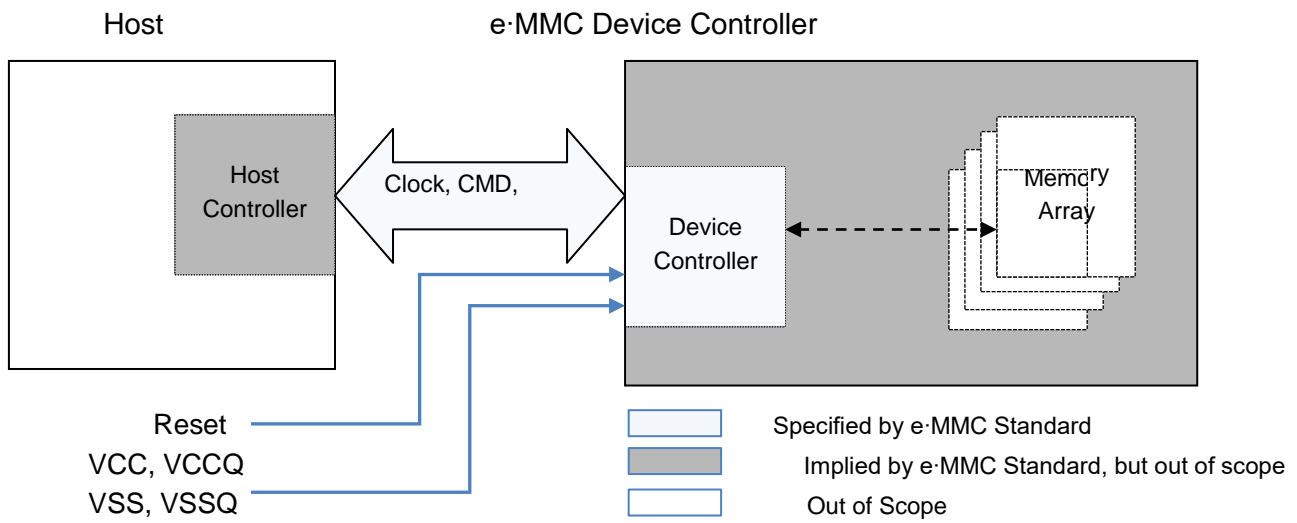 Host
e·MMC Device Controller
Host
Controller
Clock, CMD,
Device
Controller
Memory
Array
Reset
VCC, VCCQ
VSS, VSSQ
Specified by e·MMC Standard
Implied by e·MMC Standard, but out of scope
Out of Scope